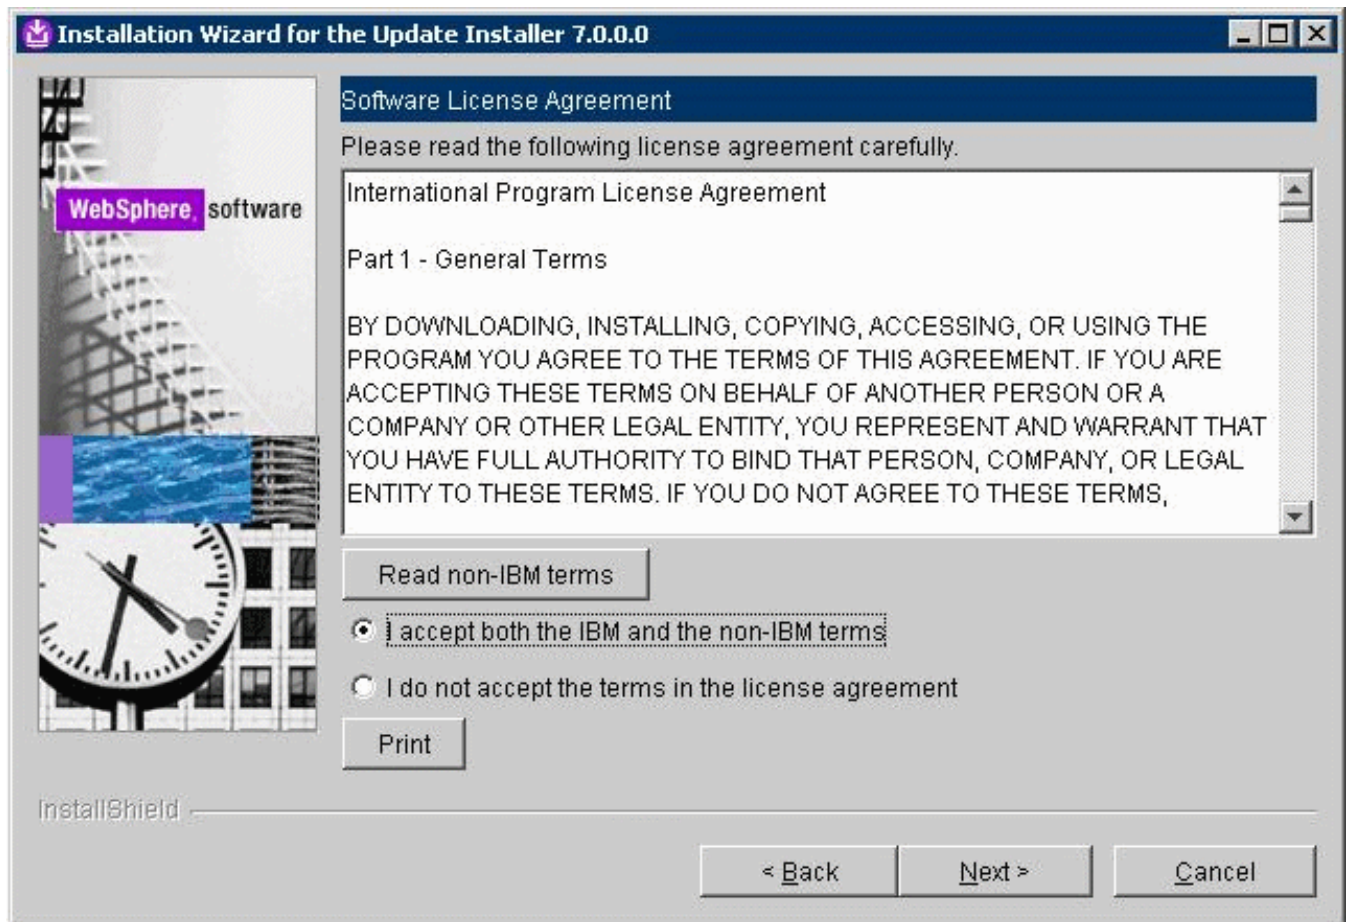 Installation Wizard for the Update Installer 7.0.0.0
WebSphere. software
Software License Agreement
Please read the following license agreement carefully.
International Program License Agreement
Part 1 - General Terms
BY DOWNLOADING, INSTALLING, COPYING, ACCESSING, OR USING THE
PROGRAM YOU AGREE TO THE TERMS OF THIS AGREEMENT. IF YOU ARE
ACCEPTING THESE TERMS ON BEHALF OF ANOTHER PERSON OR A
COMPANY OR OTHER LEGAL ENTITY, YOU REPRESENT AND WARRANT THAT
YOU HAVE FULL AUTHORITY TO BIND THAT PERSON, COMPANY, OR LEGAL
ENTITY TO THESE TERMS. IF YOU DO NOT AGREE TO THESE TERMS,
Read non-IBM terms
I accept both the IBM and the non-IBM terms
I do not accept the terms in the license agreement
Print
InstallShield
< Back
Next >
Cancel